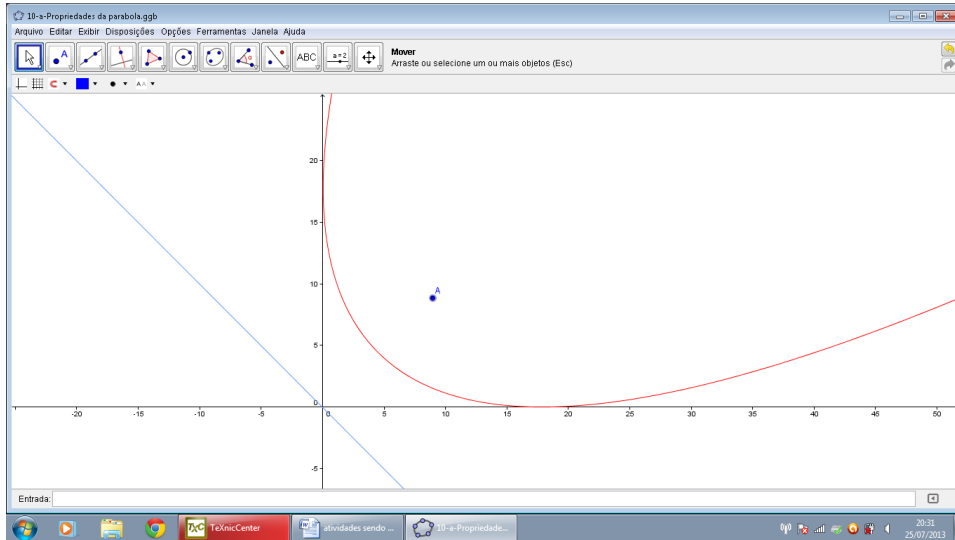 10-a-Propriedades da parabola.ggb
Arquivo Editar Exibir Disposições Opções Ferramentas Janela Ajuda
A ABC a=2 Mover
Arraste ou selecione um ou mais objetos (Esc)
AA
20
15
A
10
5
0
-20 -15 -10 -5 0 5 10 15 20 25 30 35 40 45 50
-5
Entrada:
TXC TeXnicCenter atividades sendo ... 10-a-Propriedade... 20:31
25/07/2013